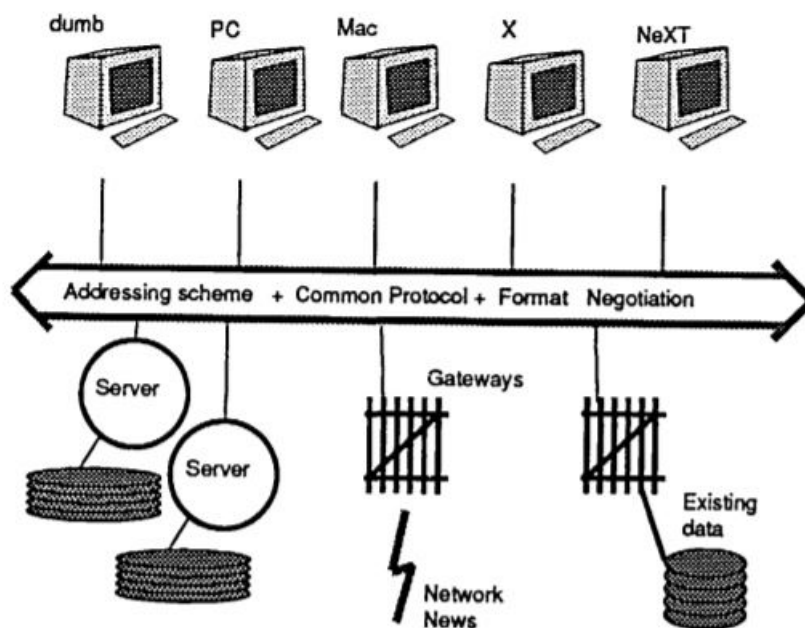 dumb
PC
Mac
X
NeXT
Addressing scheme + Common Protocol + Format Negotiation
Server
Gateways
Server
Existing
data
Network
News